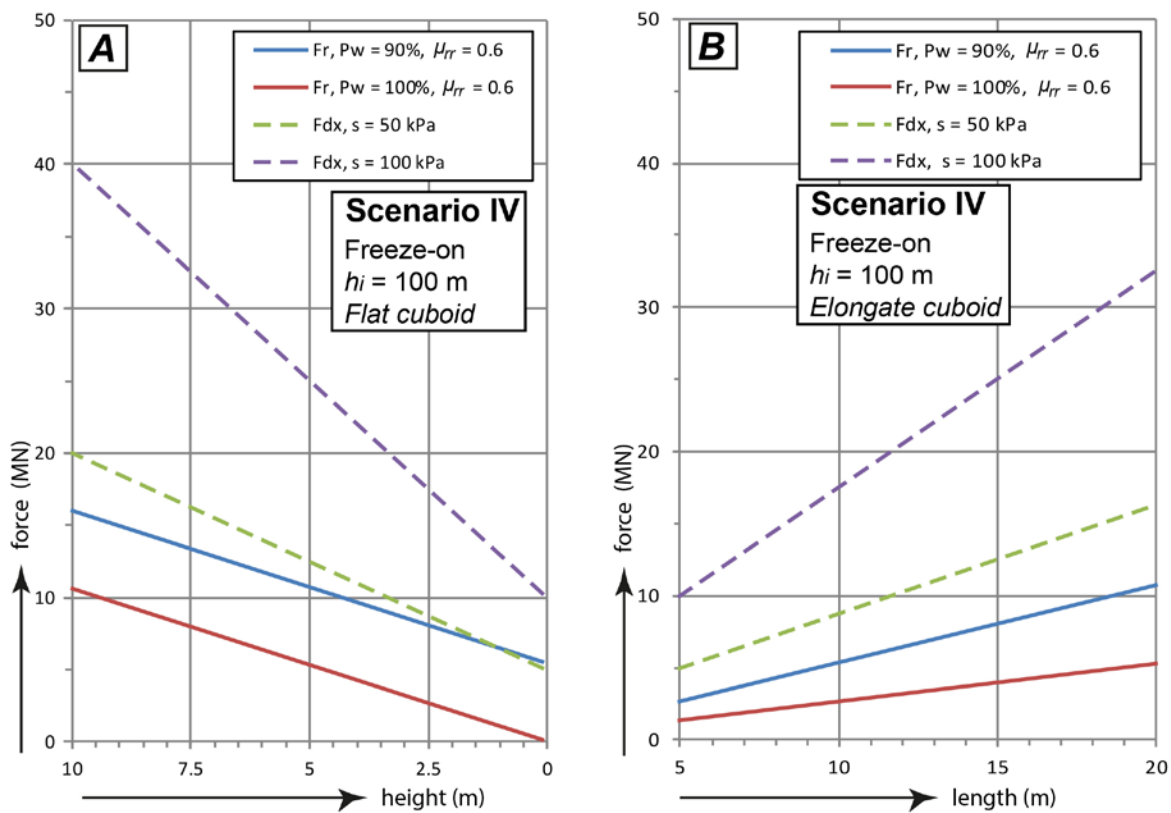 A
Fr, Pw = 90%, μrr = 0.6
Fr, Pw = 100%, μrr = 0.6
Fdx, s = 50 kPa
Fdx, s = 100 kPa
Scenario IV
Freeze-on
hi = 100 m
Flat cuboid
50
40
30
20
10
0
force (MN)
10 7.5 5 2.5 0
height (m)
B
Fr, Pw = 90%, μrr = 0.6
Fr, Pw = 100%, μrr = 0.6
Fdx, s = 50 kPa
Fdx, s = 100 kPa
Scenario IV
Freeze-on
hi = 100 m
Elongate cuboid
50
40
30
20
10
0
force (MN)
5 10 15 20
length (m)